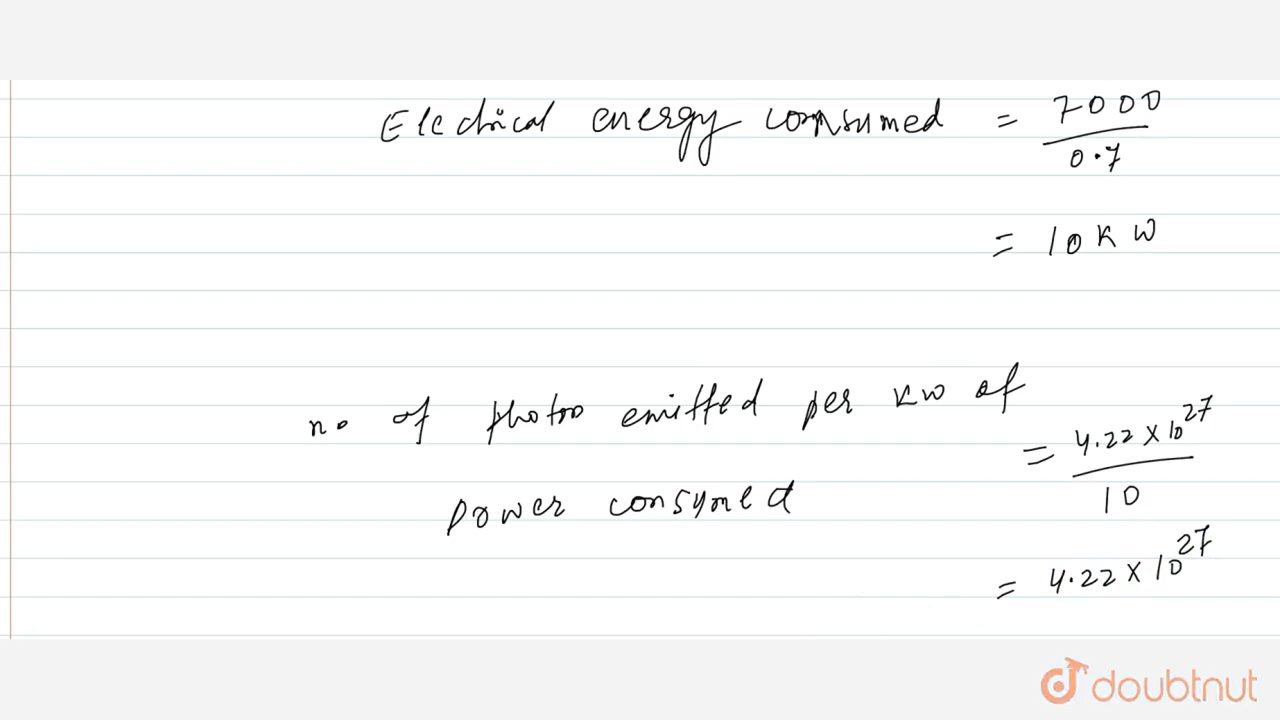 Electrical energy consumed = 7000
0.7
= 10 KW
no. of photon emitted per KW of
= 4.22 × 10^27
10
power consumed
= 4.22 × 10^27
doubtnut